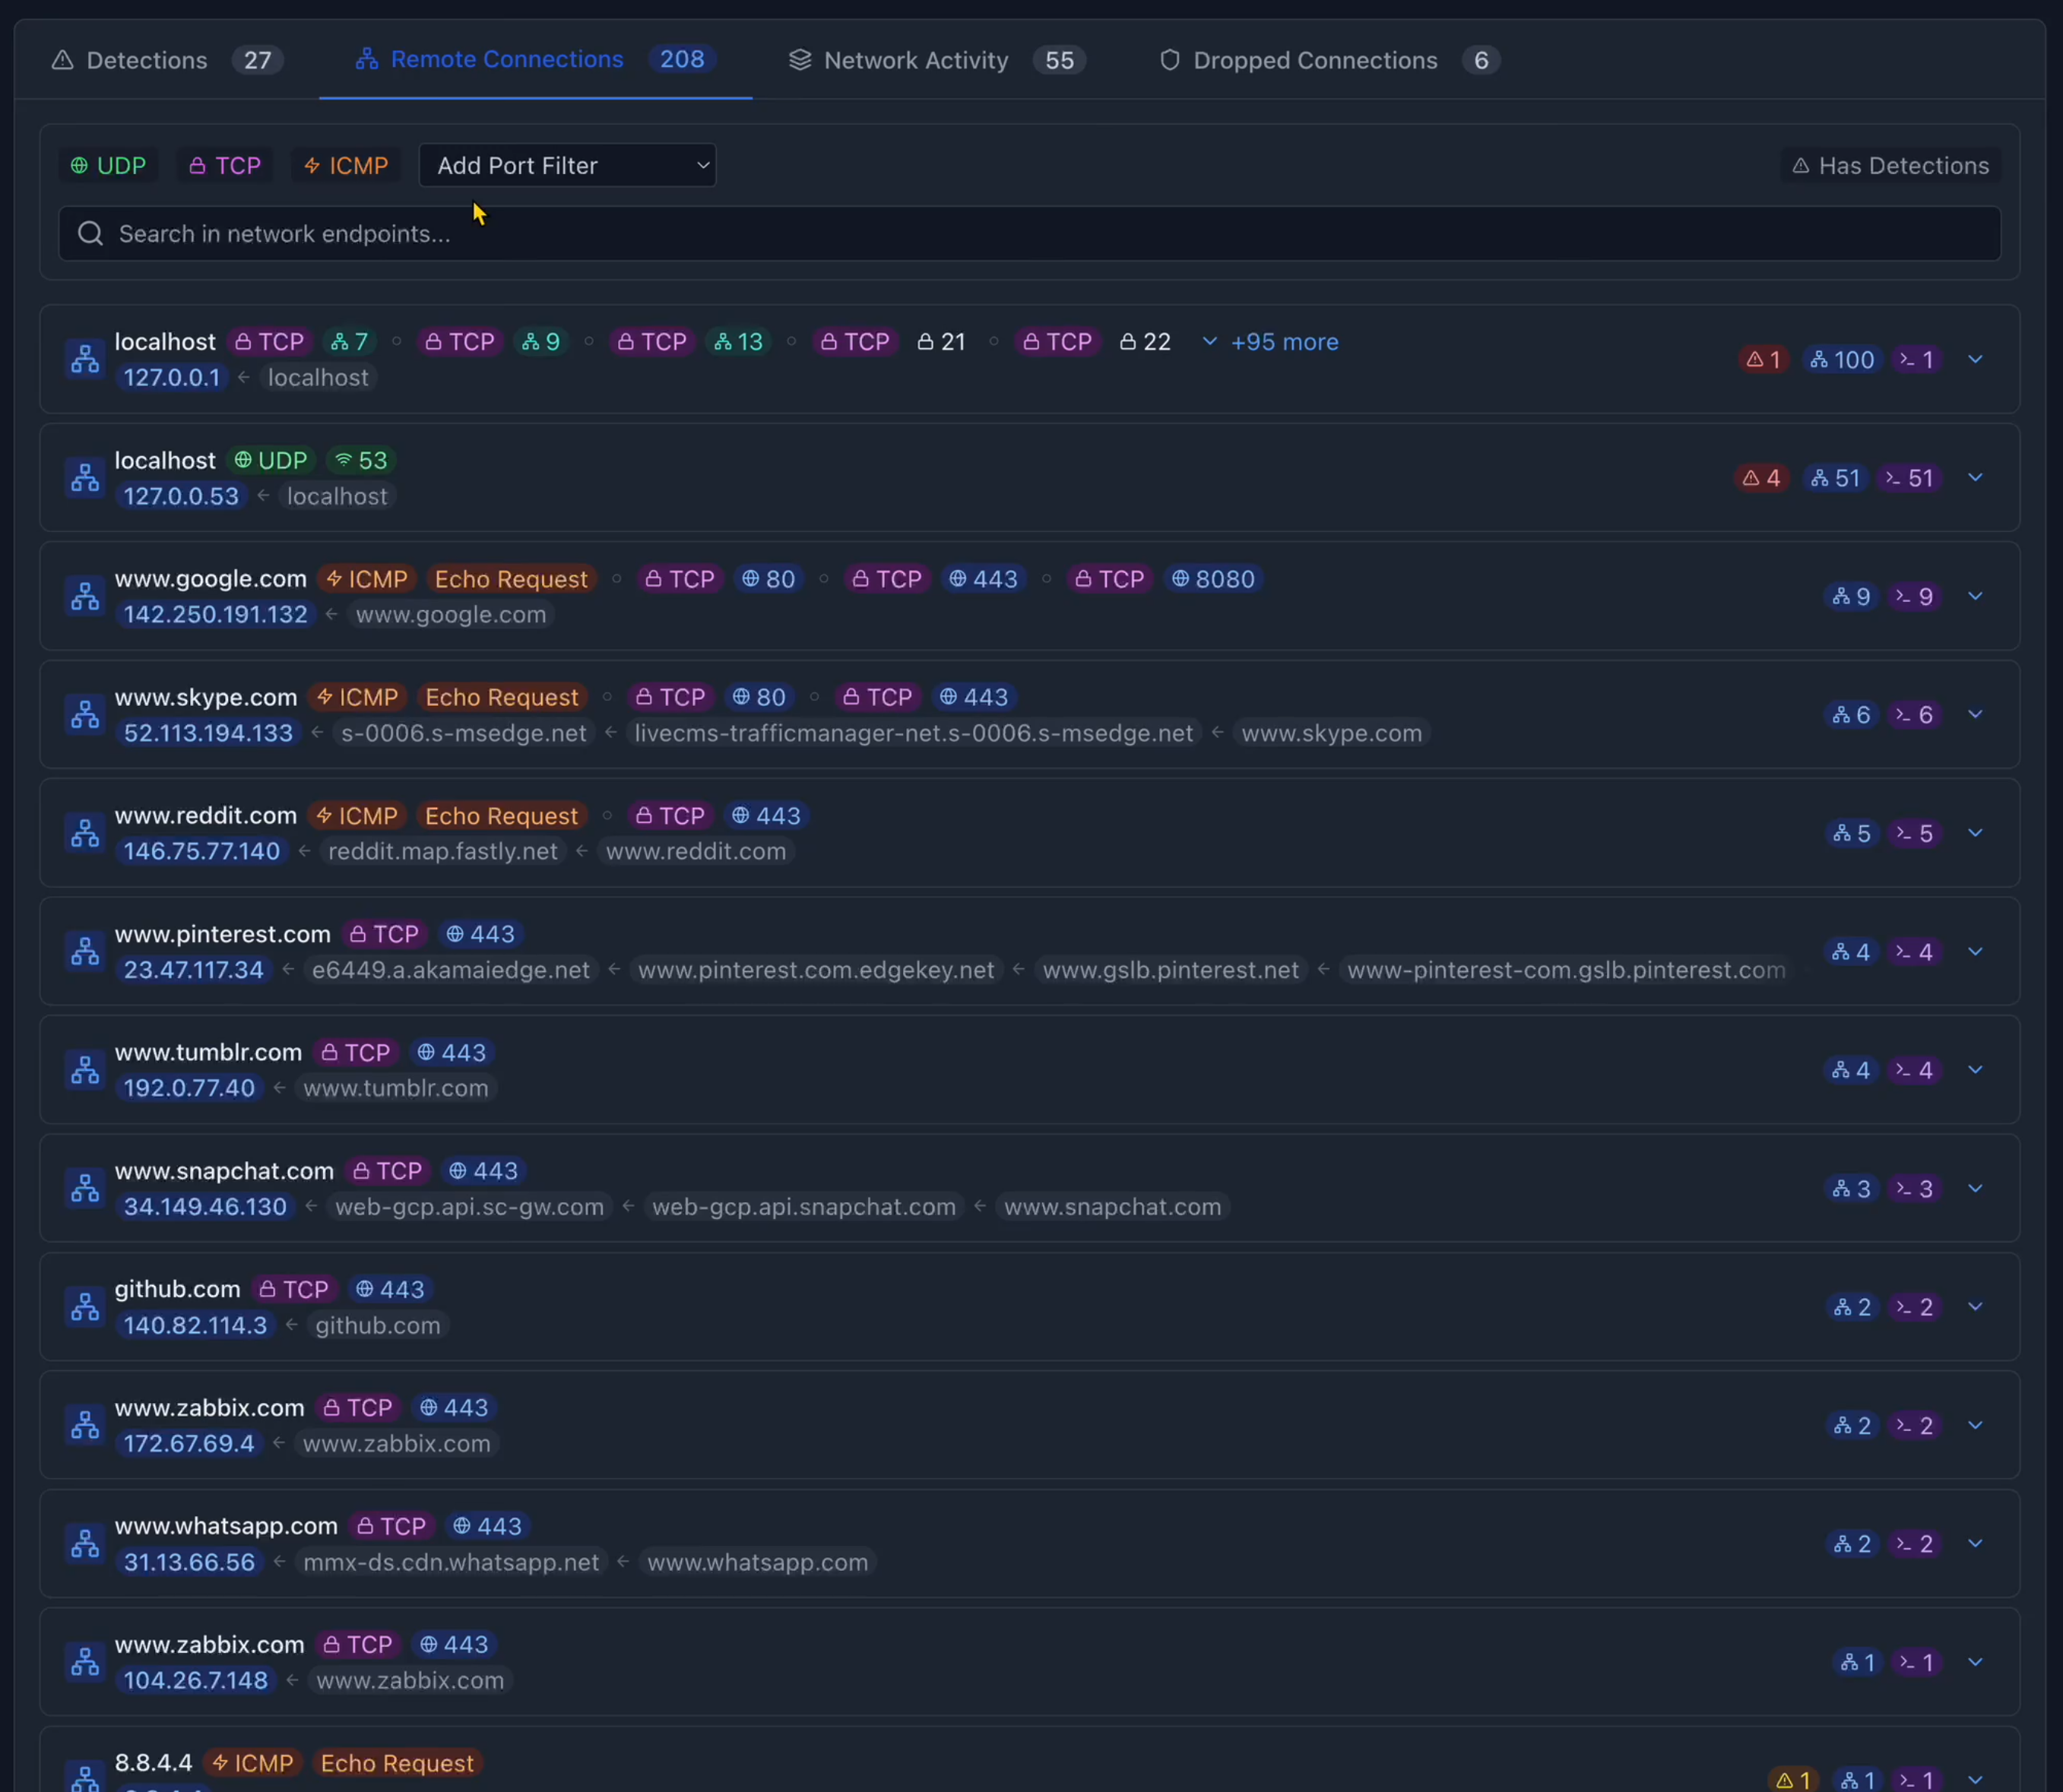 Detections 27 Remote Connections 208 Network Activity 55 Dropped Connections 6
UDP TCP ICMP Add Port Filter Has Detections
Search in network endpoints...
localhost TCP 7 TCP 9 TCP 13 TCP 21 TCP 22 +95 more
127.0.0.1 ← localhost
1 100 >_ 1
localhost UDP 53
127.0.0.53 ← localhost
4 51 >_ 51
www.google.com ICMP Echo Request TCP 80 TCP 443 TCP 8080
142.250.191.132 ← www.google.com
9 >_ 9
www.skype.com ICMP Echo Request TCP 80 TCP 443
52.113.194.133 ← s-0006.s-msedge.net ← livecms-trafficmanager-net.s-0006.s-msedge.net ← www.skype.com
6 >_ 6
www.reddit.com ICMP Echo Request TCP 443
146.75.77.140 ← reddit.map.fastly.net ← www.reddit.com
5 >_ 5
www.pinterest.com TCP 443
23.47.117.34 ← e6449.a.akamaiedge.net ← www.pinterest.com.edgekey.net ← www.gslb.pinterest.net ← www-pinterest-com.gslb.pinterest.com
4 >_ 4
www.tumblr.com TCP 443
192.0.77.40 ← www.tumblr.com
4 >_ 4
www.snapchat.com TCP 443
34.149.46.130 ← web-gcp.api.sc-gw.com ← web-gcp.api.snapchat.com ← www.snapchat.com
3 >_ 3
github.com TCP 443
140.82.114.3 ← github.com
2 >_ 2
www.zabbix.com TCP 443
172.67.69.4 ← www.zabbix.com
2 >_ 2
www.whatsapp.com TCP 443
31.13.66.56 ← mmx-ds.cdn.whatsapp.net ← www.whatsapp.com
2 >_ 2
www.zabbix.com TCP 443
104.26.7.148 ← www.zabbix.com
1 >_ 1
8.8.4.4 ICMP Echo Request
1 1 >_ 1